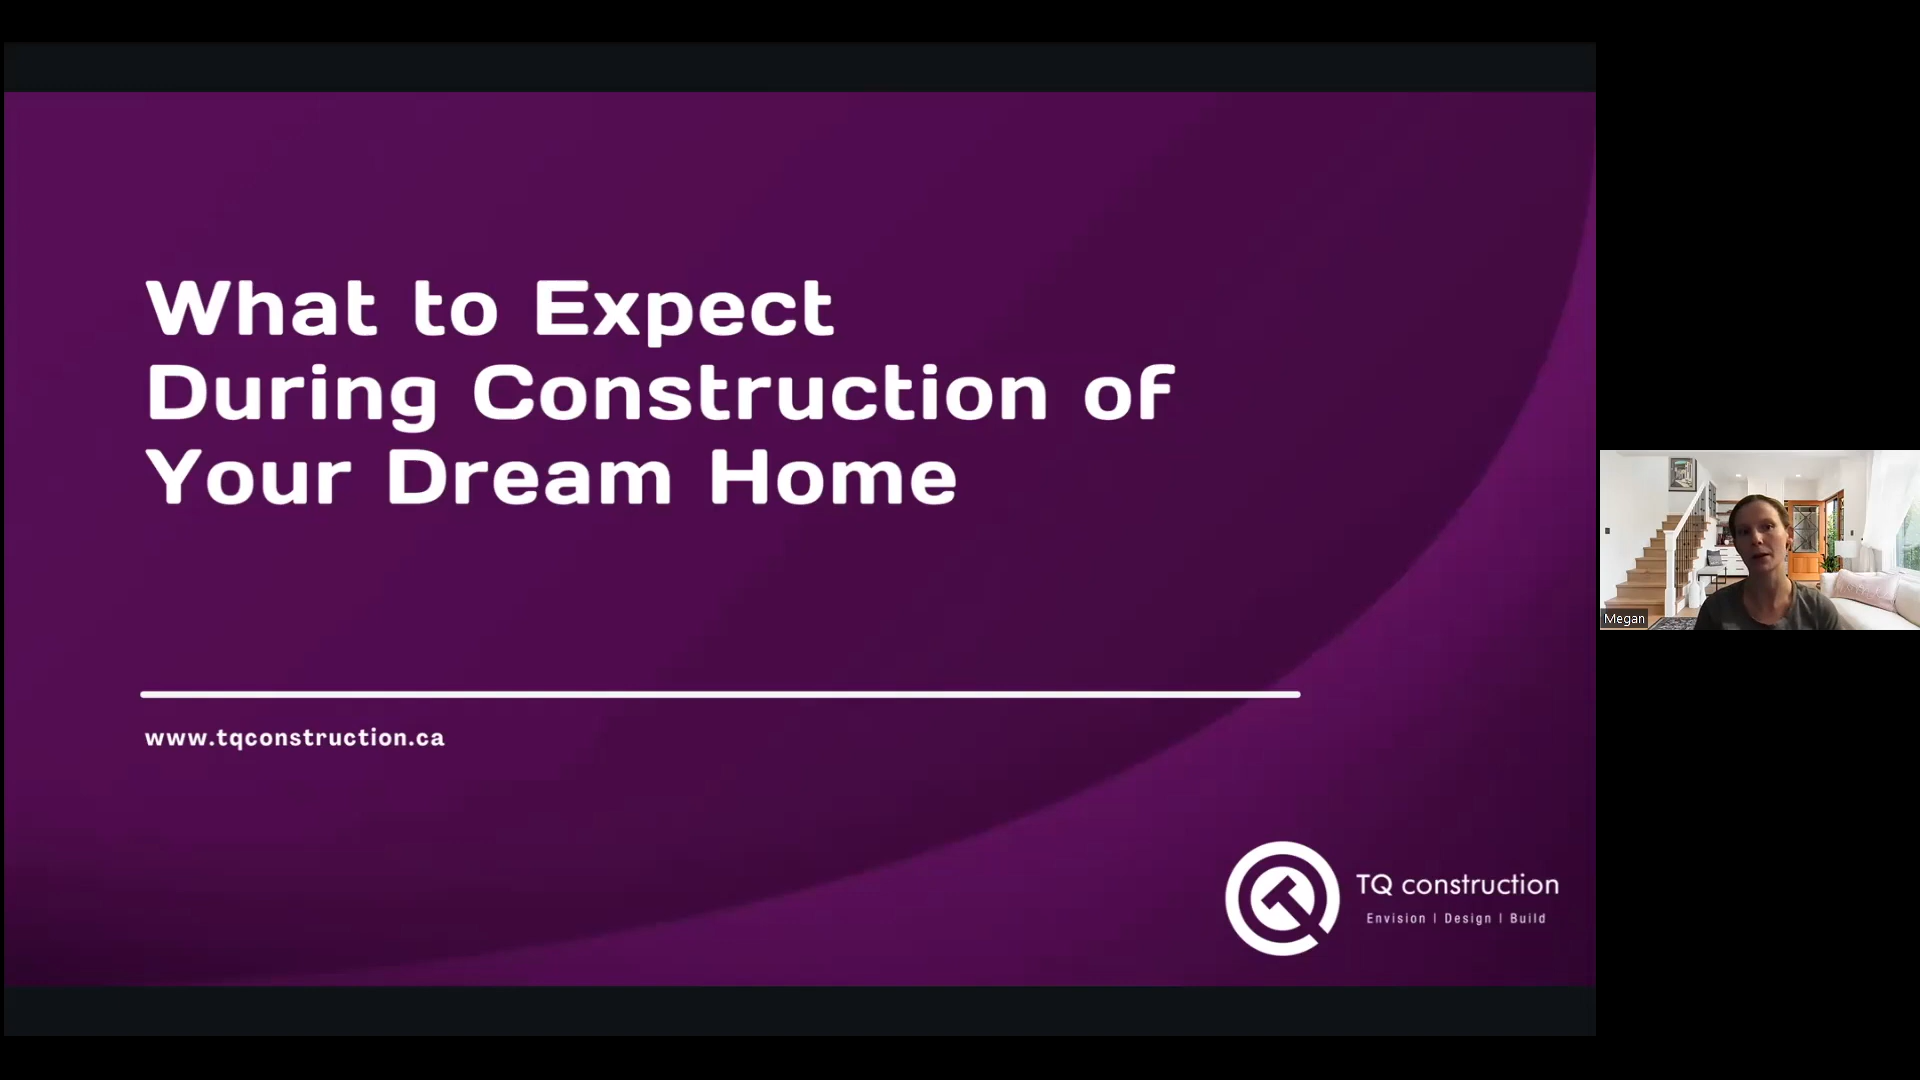 What to Expect
During Construction of
Your Dream Home
www.tqconstruction.ca
TQ construction
Envision | Design | Build
Megan